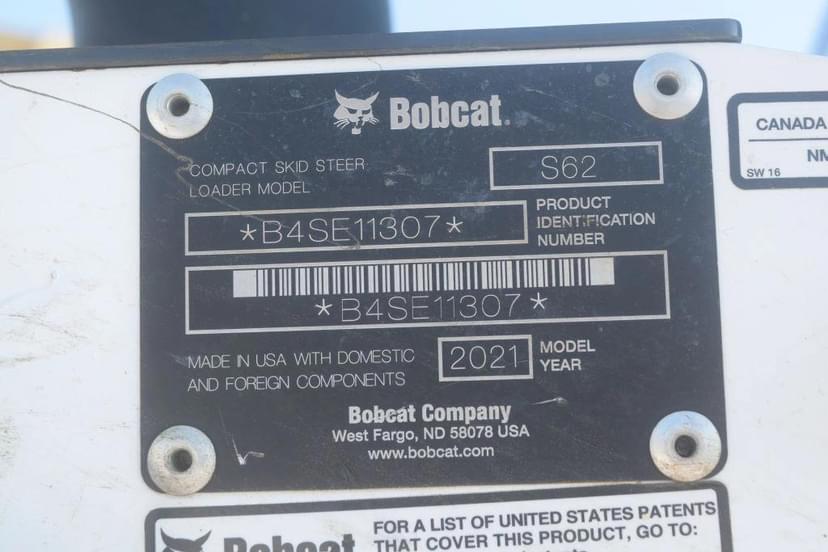 Bobcat.
COMPACT SKID STEER
LOADER MODEL
S62
*B4SE11307*
PRODUCT
IDENTIFICATION
NUMBER
*B4SE11307*
MADE IN USA WITH DOMESTIC
AND FOREIGN COMPONENTS
2021
MODEL
YEAR
Bobcat Company
West Fargo, ND 58078 USA
www.bobcat.com
CANADA
NM
SW 16
Bobcat
FOR A LIST OF UNITED STATES PATENTS
THAT COVER THIS PRODUCT, GO TO: